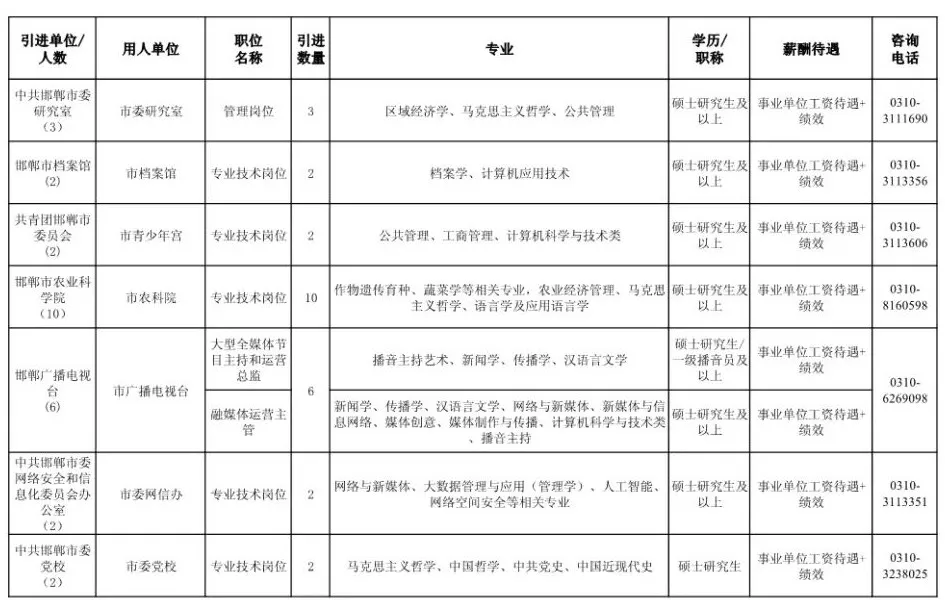 引进单位/
人数
用人单位
职位
名称
引进
数量
专业
学历/
职称
薪酬待遇
咨询
电话
中共邯郸市委
研究室
（3）
市委研究室
管理岗位
3
区域经济学、马克思主义哲学、公共管理
硕士研究生及
以上
事业单位工资待遇+
绩效
0310-
3111690
邯郸市档案馆
(2)
市档案馆
专业技术岗位
2
档案学、计算机应用技术
硕士研究生及
以上
事业单位工资待遇+
绩效
0310-
3113356
共青团邯郸市
委员会
(2)
市青少年宫
专业技术岗位
2
公共管理、工商管理、计算机科学与技术类
硕士研究生及
以上
事业单位工资待遇+
绩效
0310-
3113606
邯郸市农业科
学院
（10）
市农科院
专业技术岗位
10
作物遗传育种、蔬菜学等相关专业，农业经济管理、马克思
主义哲学、语言学及应用语言学
硕士研究生及
以上
事业单位工资待遇+
绩效
0310-
8160598
邯郸广播电视
台
(6)
市广播电视台
大型全媒体节
目主持和运营
总监
6
播音主持艺术、新闻学、传播学、汉语言文学
硕士研究生/
一级播音员及
以上
事业单位工资待遇+
绩效
0310-
6269098
融媒体运营主
管
新闻学、传播学、汉语言文学、网络与新媒体、新媒体与信
息网络、媒体创意、媒体制作与传播、计算机科学与技术类
、播音主持
硕士研究生及
以上
事业单位工资待遇+
绩效
中共邯郸市委
网络安全和信
息化委员会办
公室
（2）
市委网信办
专业技术岗位
2
网络与新媒体、大数据管理与应用（管理学）、人工智能、
网络空间安全等相关专业
硕士研究生及
以上
事业单位工资待遇+
绩效
0310-
3113351
中共邯郸市委
党校
（2）
市委党校
专业技术岗位
2
马克思主义哲学、中国哲学、中共党史、中国近现代史
硕士研究生
事业单位工资待遇+
绩效
0310-
3238025